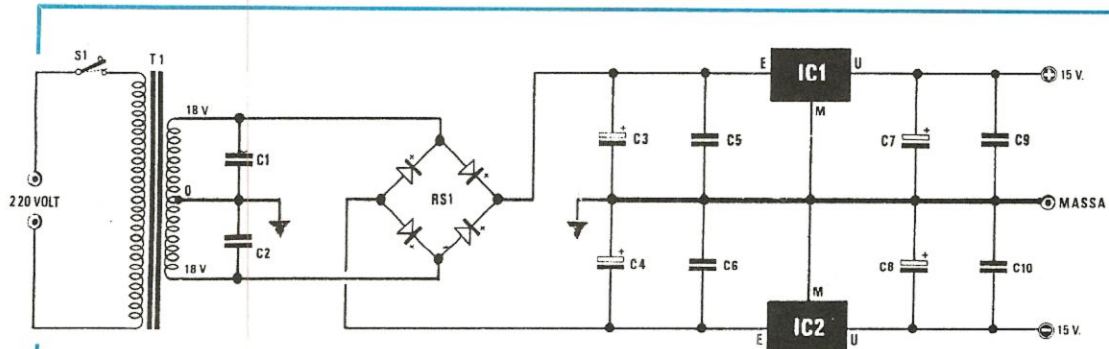 S1
T1
220 VOLT
18 V
0
18 V
C1
C2
RS1
C3
C5
C4
C6
E
IC1
U
M
M
E
IC2
U
C7
C9
C8
C10
+
15 V.
MASSA
-
15 V.